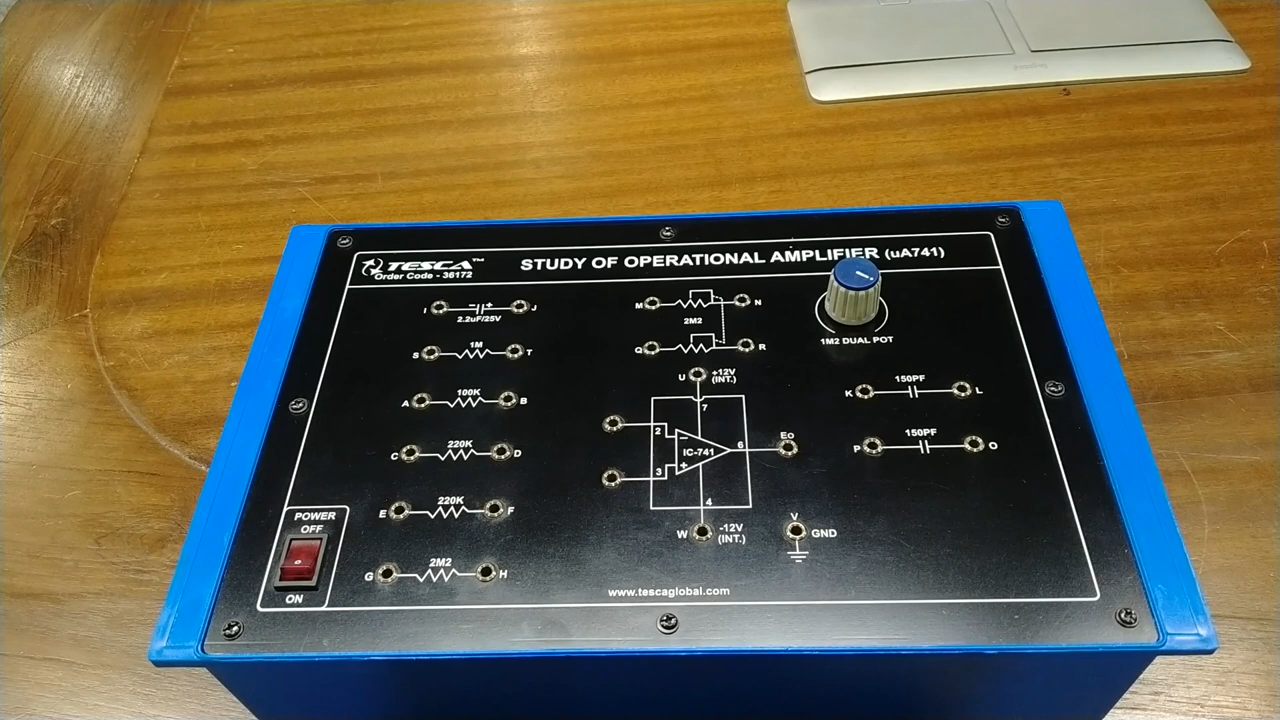 TESCA™
Order Code - 36172
STUDY OF OPERATIONAL AMPLIFIER (uA741)
I - + J
2.2uF/25V
S 1M T
A 100K B
C 220K D
E 220K F
G 2M2 H
POWER
OFF
ON
M N
2M2
Q R
1M2 DUAL POT
U +12V
(INT.)
7
2 -
IC-741
3 +
6
Eo
4
W -12V
(INT.)
V
GND
K 150PF L
P 150PF O
www.tescaglobal.com